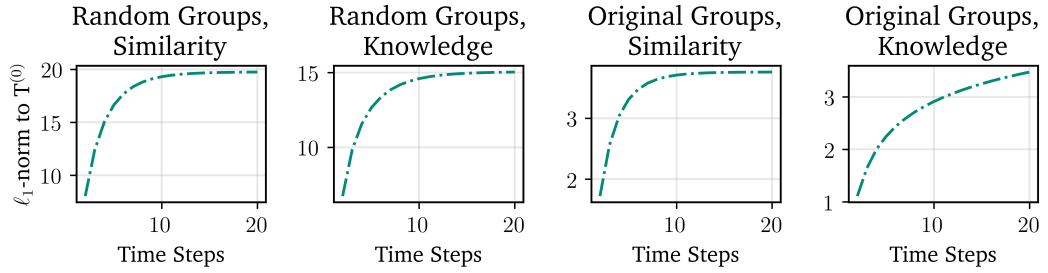 Random Groups,
Similarity
ℓ₁-norm to T⁽⁰⁾
20
15
10
10
20
Time Steps
Random Groups,
Knowledge
15
10
10
20
Time Steps
Original Groups,
Similarity
3
2
10
20
Time Steps
Original Groups,
Knowledge
3
2
1
10
20
Time Steps